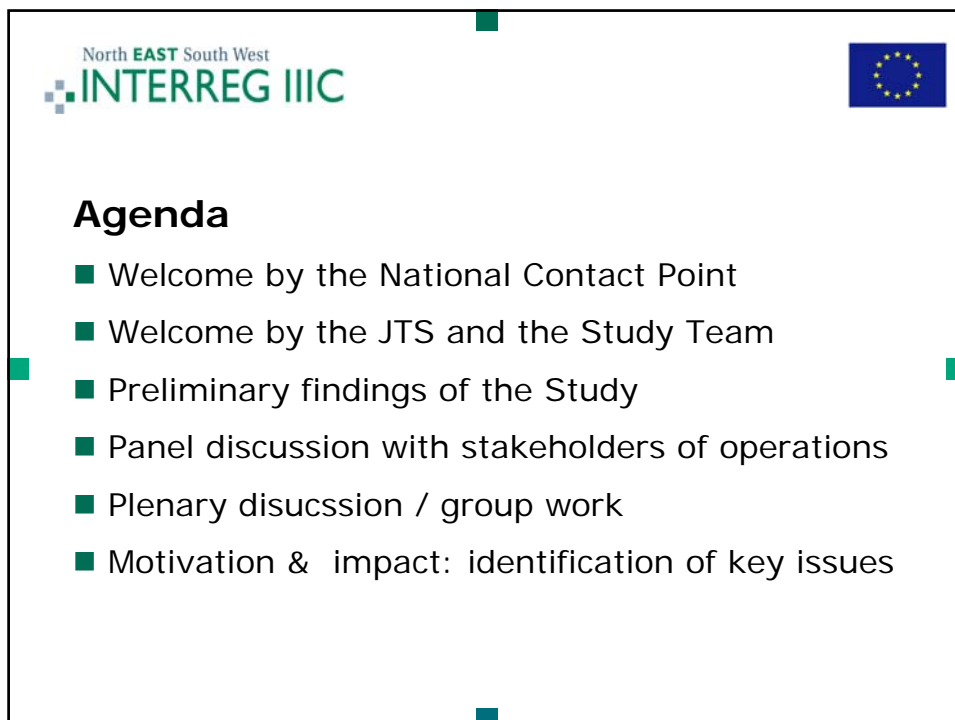 North EAST South West
INTERREG IIIC
Agenda
Welcome by the National Contact Point
Welcome by the JTS and the Study Team
Preliminary findings of the Study
Panel discussion with stakeholders of operations
Plenary disucssion / group work
Motivation &  impact: identification of key issues